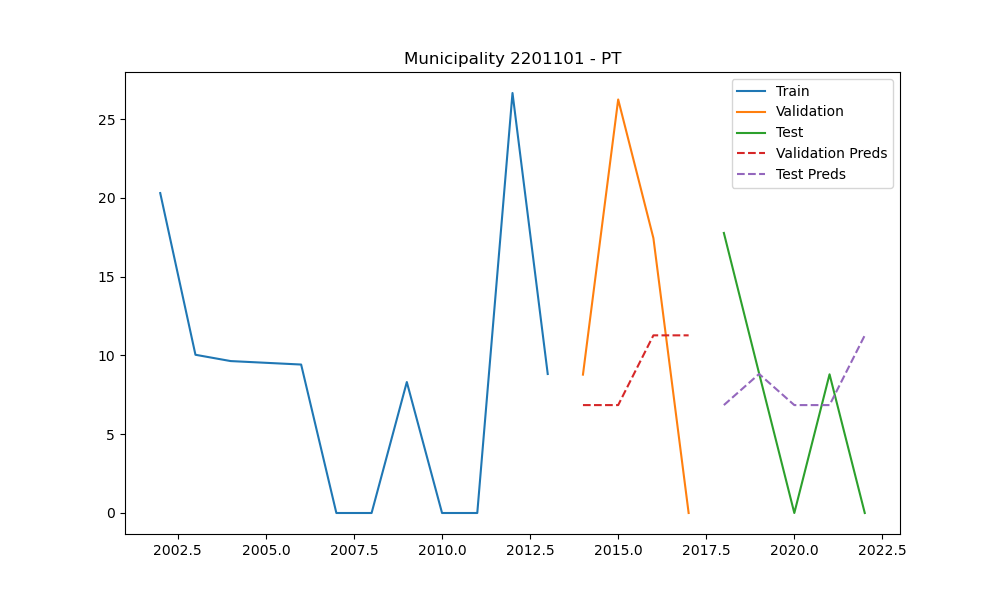 Municipality 2201101 - PT
Train
Validation
Test
Validation Preds
Test Preds
25
20
15
10
5
0
2002.5 2005.0 2007.5 2010.0 2012.5 2015.0 2017.5 2020.0 2022.5